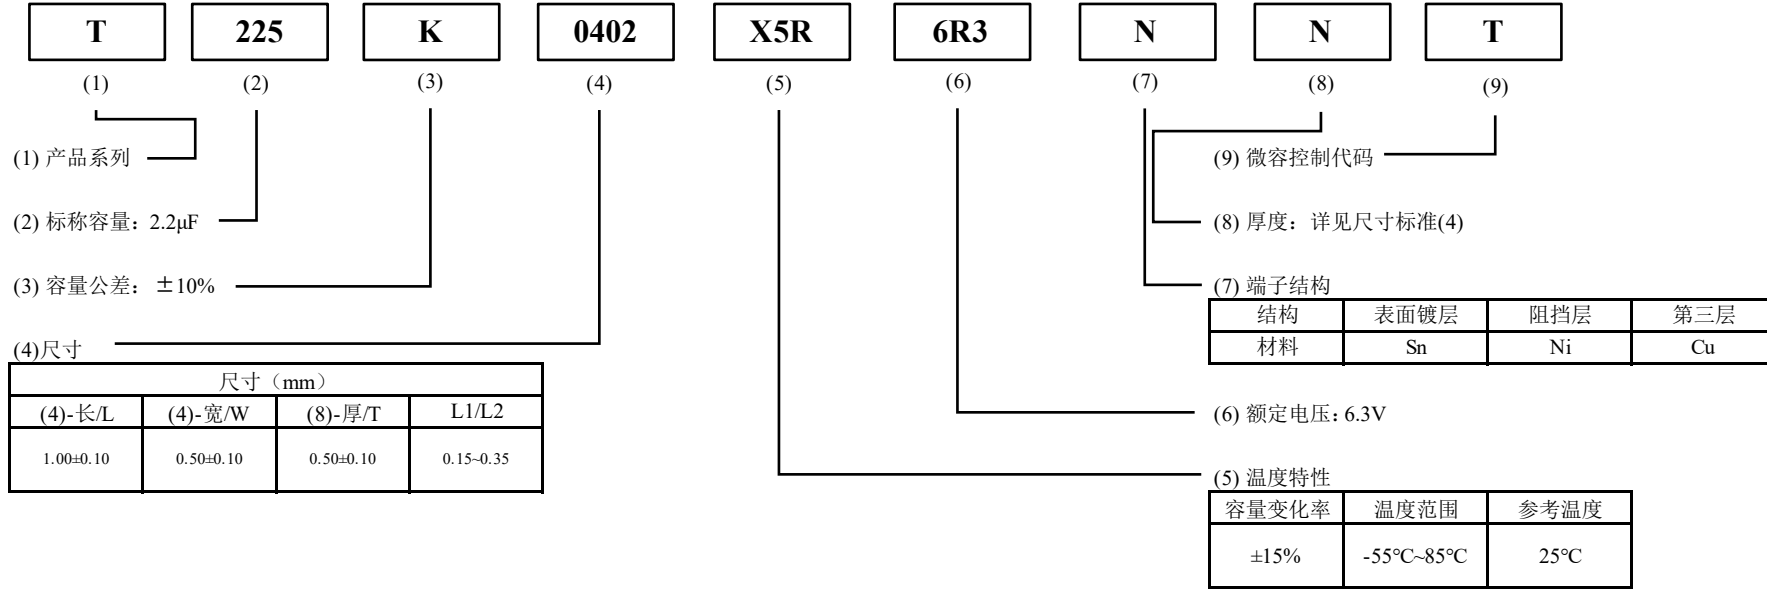 T 225 K 0402 X5R 6R3 N N T
(1) (2) (3) (4) (5) (6) (7) (8) (9)
(1) 产品系列
(2) 标称容量：2.2μF
(3) 容量公差：±10%
(4)尺寸
尺寸（mm）
(4)-长/L (4)-宽/W (8)-厚/T L1/L2
1.00±0.10 0.50±0.10 0.50±0.10 0.15~0.35
(9) 微容控制代码
(8) 厚度：详见尺寸标准(4)
(7) 端子结构
结构 表面镀层 阻挡层 第三层
材料 Sn Ni Cu
(6) 额定电压：6.3V
(5) 温度特性
容量变化率 温度范围 参考温度
±15% -55℃~85℃ 25℃